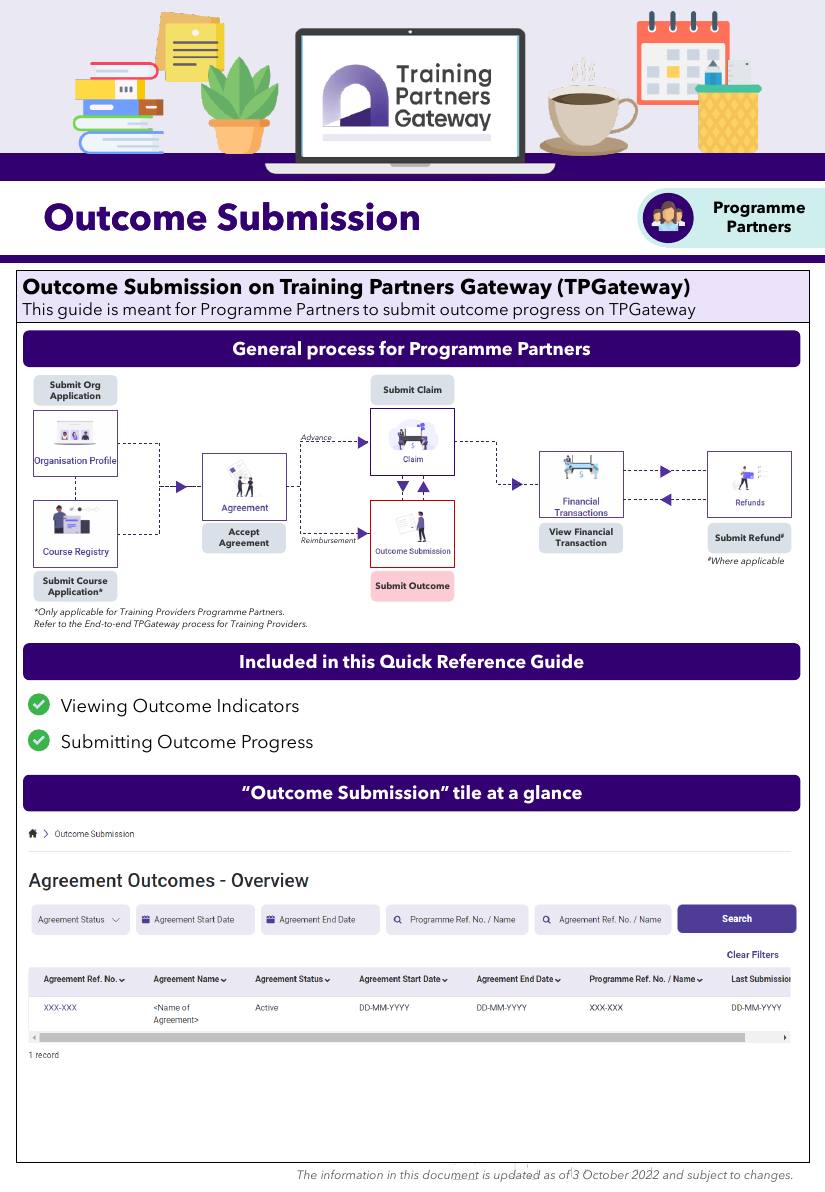 Training
Partners
Gateway
Outcome Submission
Programme
Partners
Outcome Submission on Training Partners Gateway (TPGateway)
This guide is meant for Programme Partners to submit outcome progress on TPGateway
General process for Programme Partners
Submit Org
Application
Organisation Profile
Course Registry
Submit Course
Application*
Agreement
Accept
Agreement
Advance
Reimbursement
Submit Claim
Claim
Outcome Submission
Submit Outcome
Financial
Transactions
View Financial
Transaction
Refunds
Submit Refund#
#Where applicable
*Only applicable for Training Providers Programme Partners.
Refer to the End-to-end TPGateway process for Training Providers.
Included in this Quick Reference Guide
Viewing Outcome Indicators
Submitting Outcome Progress
“Outcome Submission” tile at a glance
Outcome Submission
Agreement Outcomes - Overview
Agreement Status Agreement Start Date Agreement End Date Programme Ref. No. / Name Agreement Ref. No. / Name Search
Clear Filters
Agreement Ref. No. Agreement Name Agreement Status Agreement Start Date Agreement End Date Programme Ref. No. / Name Last Submission
XXX-XXX <Name of Active DD-MM-YYYY DD-MM-YYYY XXX-XXX DD-MM-YYYY
Agreement>
1 record
The information in this document is updated as of 3 October 2022 and subject to changes.